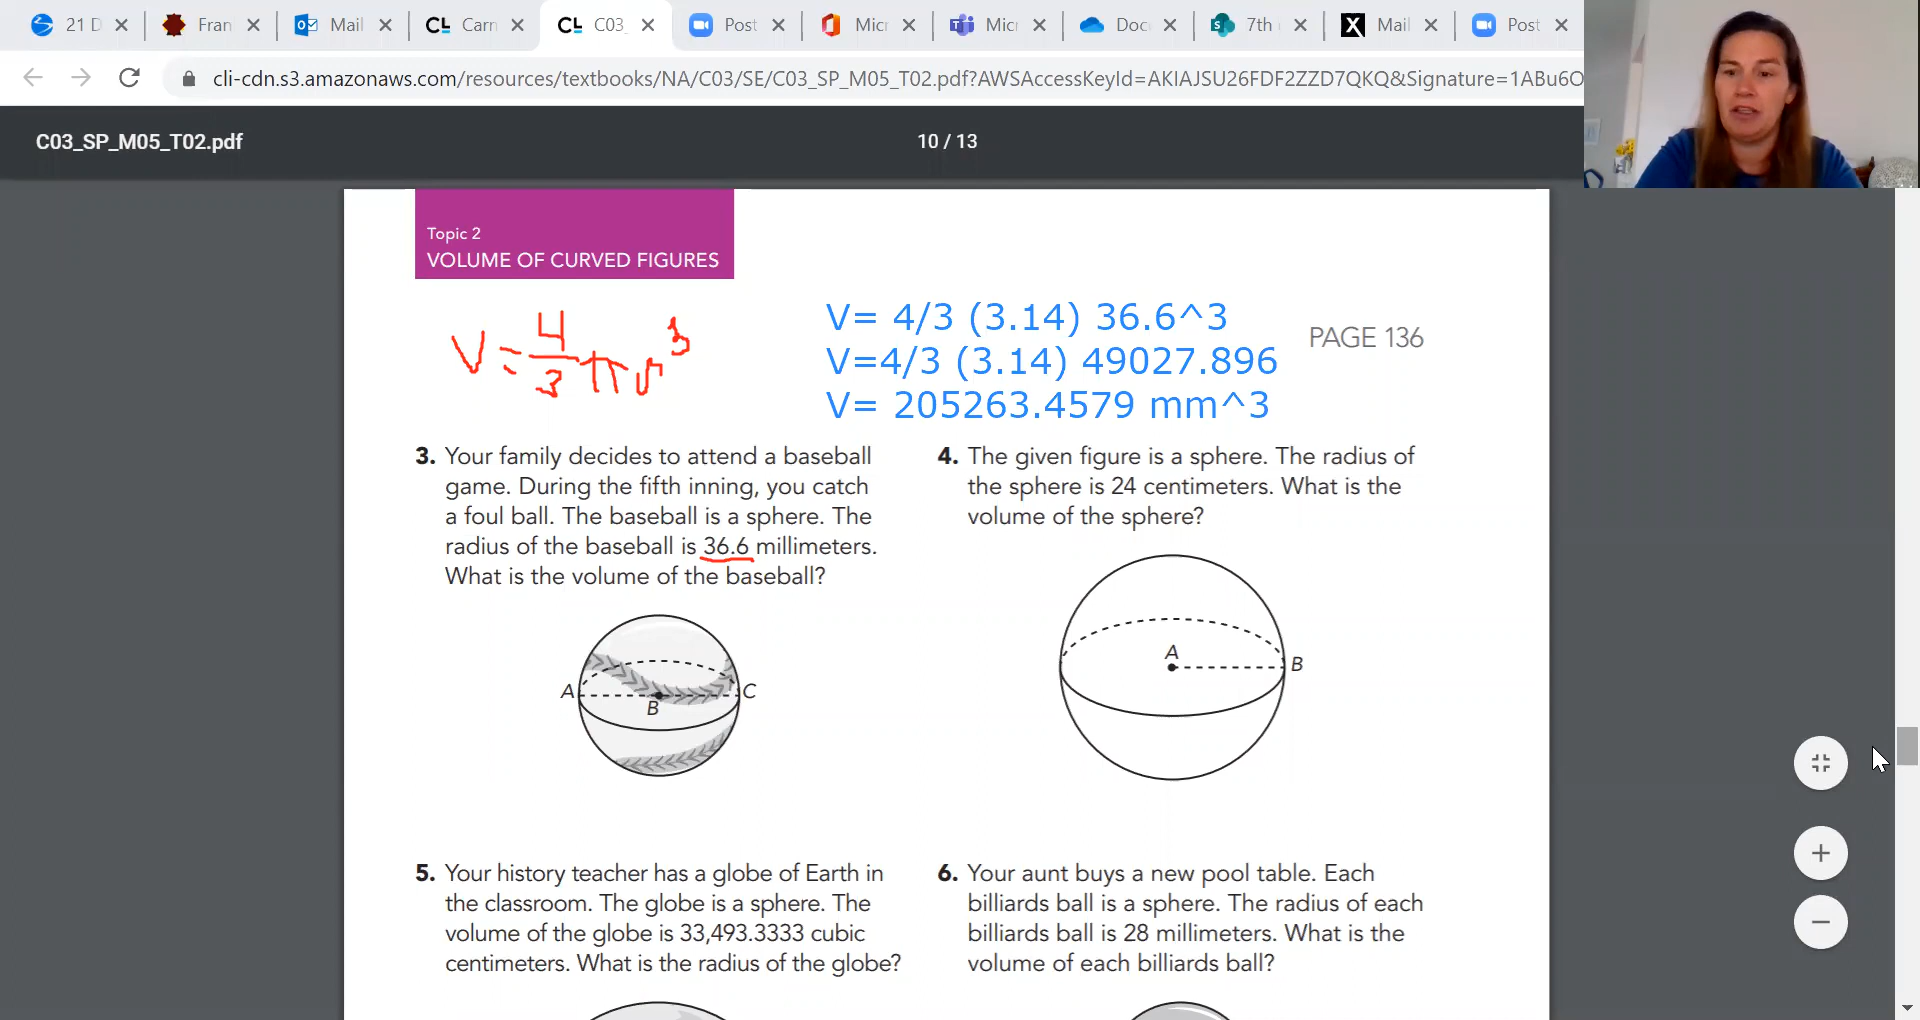 21 D
Fran
Mail
CL Carn
CL C03_
Post
Micr
Micr
Doc
7th
X Mail
Post
cli-cdn.s3.amazonaws.com/resources/textbooks/NA/C03/SE/C03_SP_M05_T02.pdf?AWSAccessKeyId=AKIAJSU26FDF2ZZD7QKQ&Signature=1ABu6O
C03_SP_M05_T02.pdf
10 / 13
Topic 2
VOLUME OF CURVED FIGURES
V = 4/3 πr^3
V= 4/3 (3.14) 36.6^3
V=4/3 (3.14) 49027.896
V= 205263.4579 mm^3
PAGE 136
3. Your family decides to attend a baseball
game. During the fifth inning, you catch
a foul ball. The baseball is a sphere. The
radius of the baseball is 36.6 millimeters.
What is the volume of the baseball?
A
B
C
4. The given figure is a sphere. The radius of
the sphere is 24 centimeters. What is the
volume of the sphere?
A
B
5. Your history teacher has a globe of Earth in
the classroom. The globe is a sphere. The
volume of the globe is 33,493.3333 cubic
centimeters. What is the radius of the globe?
6. Your aunt buys a new pool table. Each
billiards ball is a sphere. The radius of each
billiards ball is 28 millimeters. What is the
volume of each billiards ball?